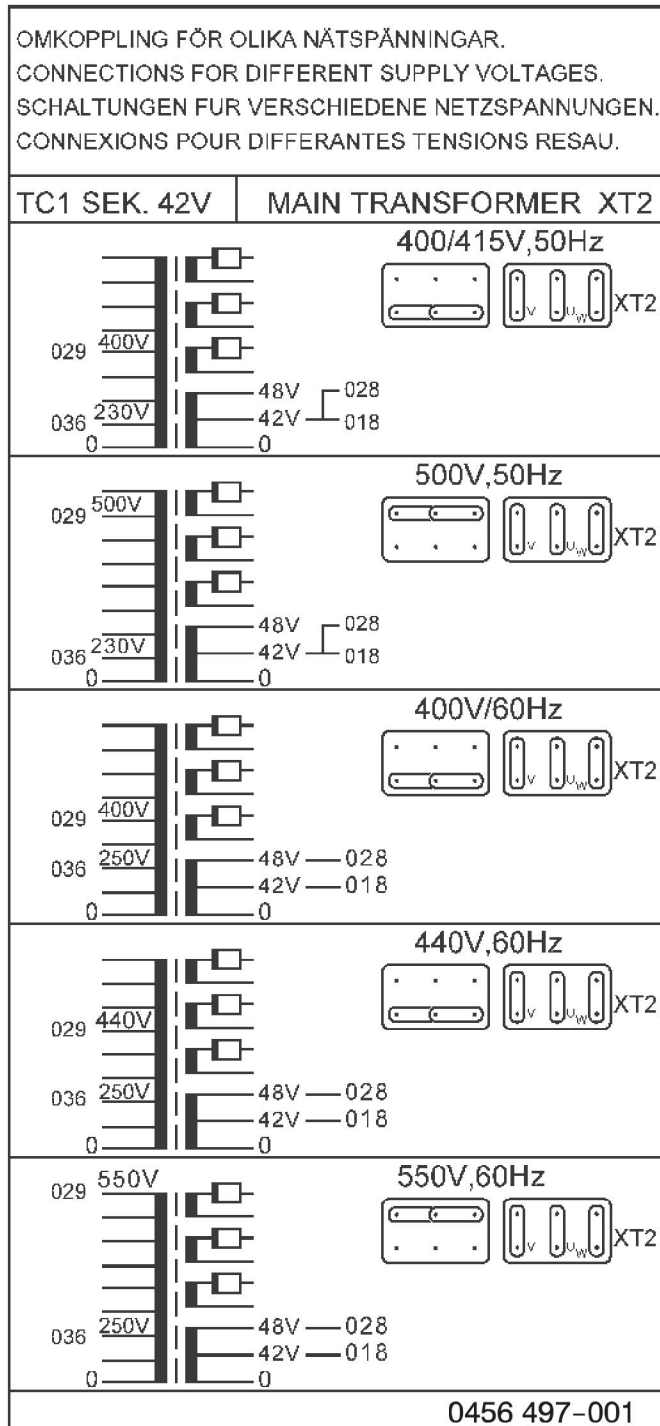 OMKOPPLING FÖR OLIKA NÄTSPÄNNINGAR.
CONNECTIONS FOR DIFFERENT SUPPLY VOLTAGES.
SCHALTUNGEN FUR VERSCHIEDENE NETZSPANNUNGEN.
CONNEXIONS POUR DIFFERANTES TENSIONS RESAU.
TC1 SEK. 42V MAIN TRANSFORMER XT2
400/415V,50Hz
V U W XT2
029 400V
48V 028
036 230V 42V 018
0 0
500V,50Hz
029 500V
V U W XT2
48V 028
036 230V 42V 018
0 0
400V/60Hz
V U W XT2
029 400V
036 250V 48V 028
42V 018
0 0
440V,60Hz
V U W XT2
029 440V
036 250V 48V 028
42V 018
0 0
029 550V 550V,60Hz
V U W XT2
036 250V 48V 028
42V 018
0 0
0456 497-001